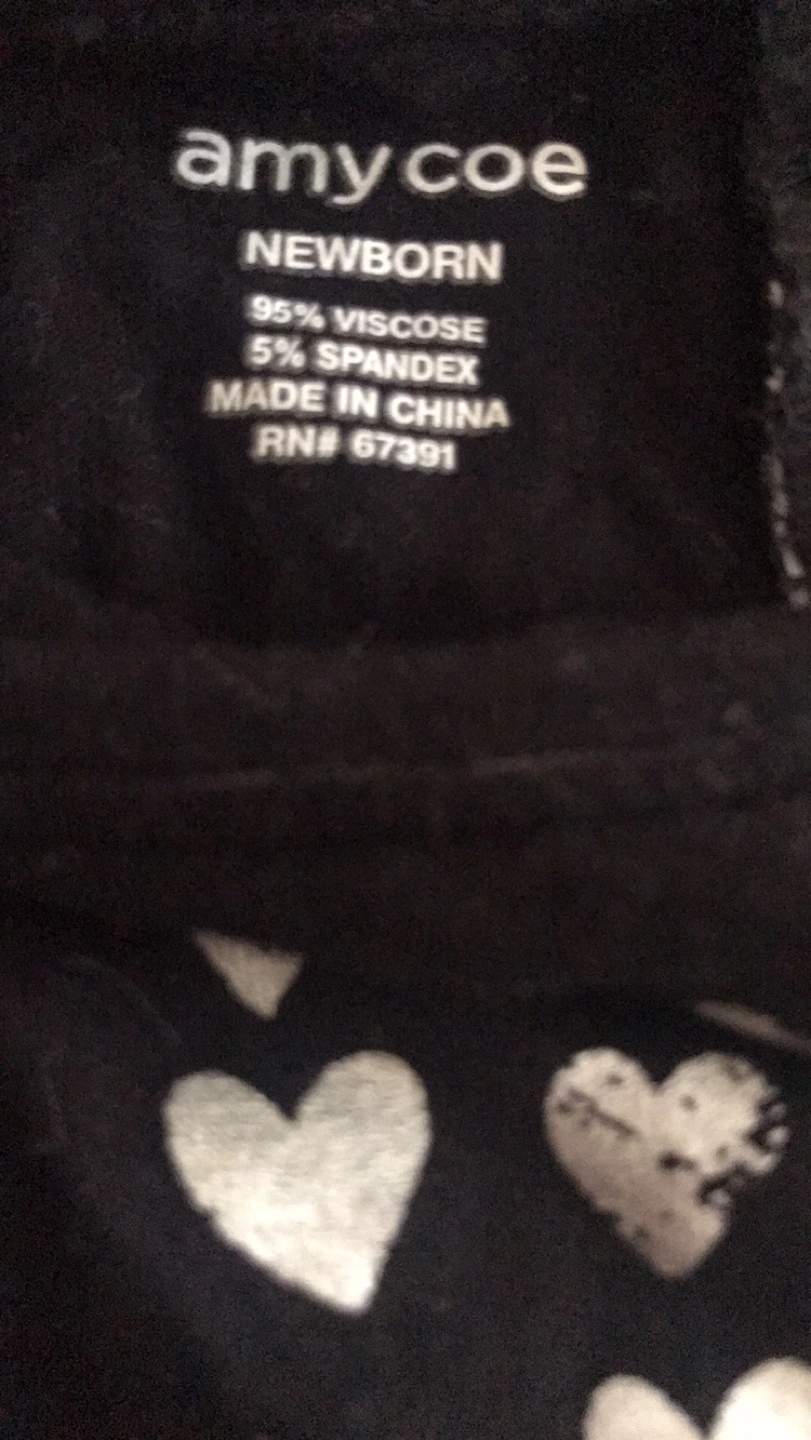 amy coe
NEWBORN
95% VISCOSE
5% SPANDEX
MADE IN CHINA
RN# 67391